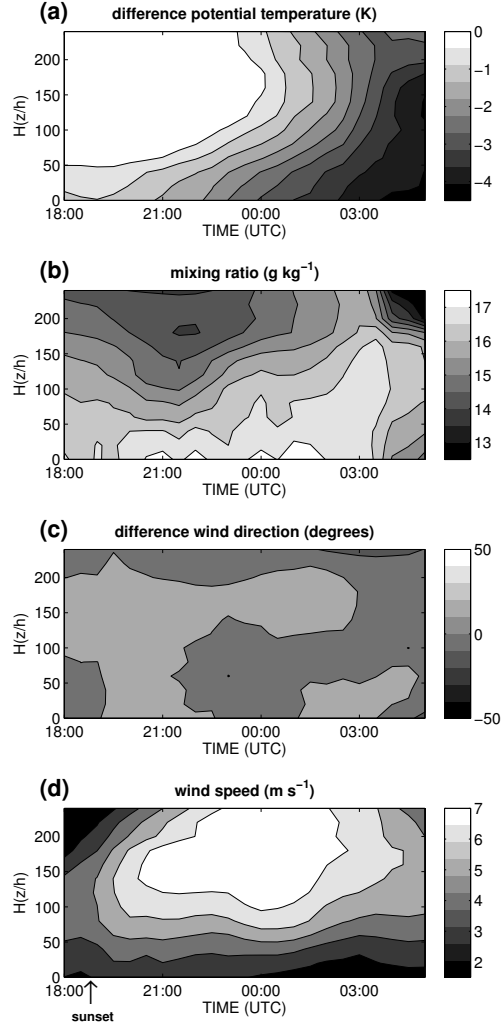 (a) difference potential temperature (K)
H(z/h)
200
150
100
50
0
18:00 21:00 00:00 03:00
TIME (UTC)
0
−1
−2
−3
−4
(b) mixing ratio (g kg⁻¹)
H(z/h)
200
150
100
50
0
18:00 21:00 00:00 03:00
TIME (UTC)
17
16
15
14
13
(c) difference wind direction (degrees)
H(z/h)
200
150
100
50
0
18:00 21:00 00:00 03:00
TIME (UTC)
50
0
−50
(d) wind speed (m s⁻¹)
H(z/h)
200
150
100
50
0
18:00 21:00 00:00 03:00
TIME (UTC)
sunset
7
6
5
4
3
2